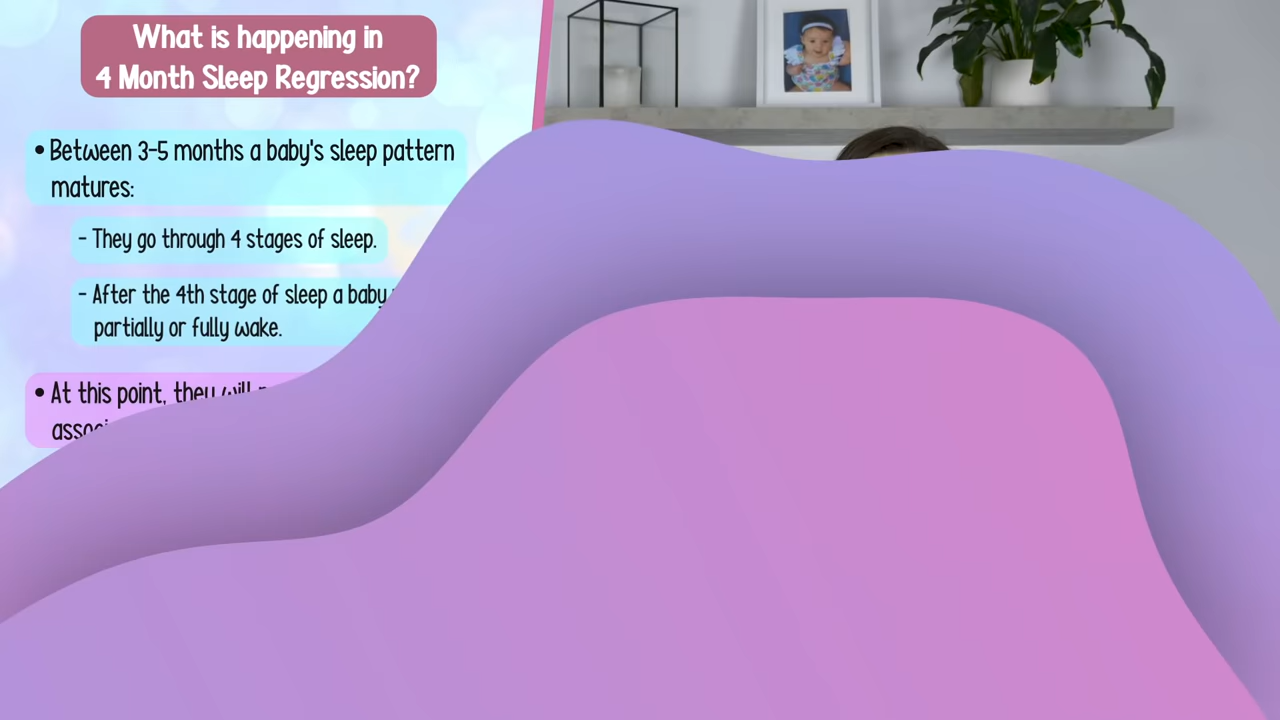 What is happening in
4 Month Sleep Regression?
• Between 3-5 months a baby's sleep pattern
matures:
- They go through 4 stages of sleep.
- After the 4th stage of sleep a baby
partially or fully wake.
• At this point, they will